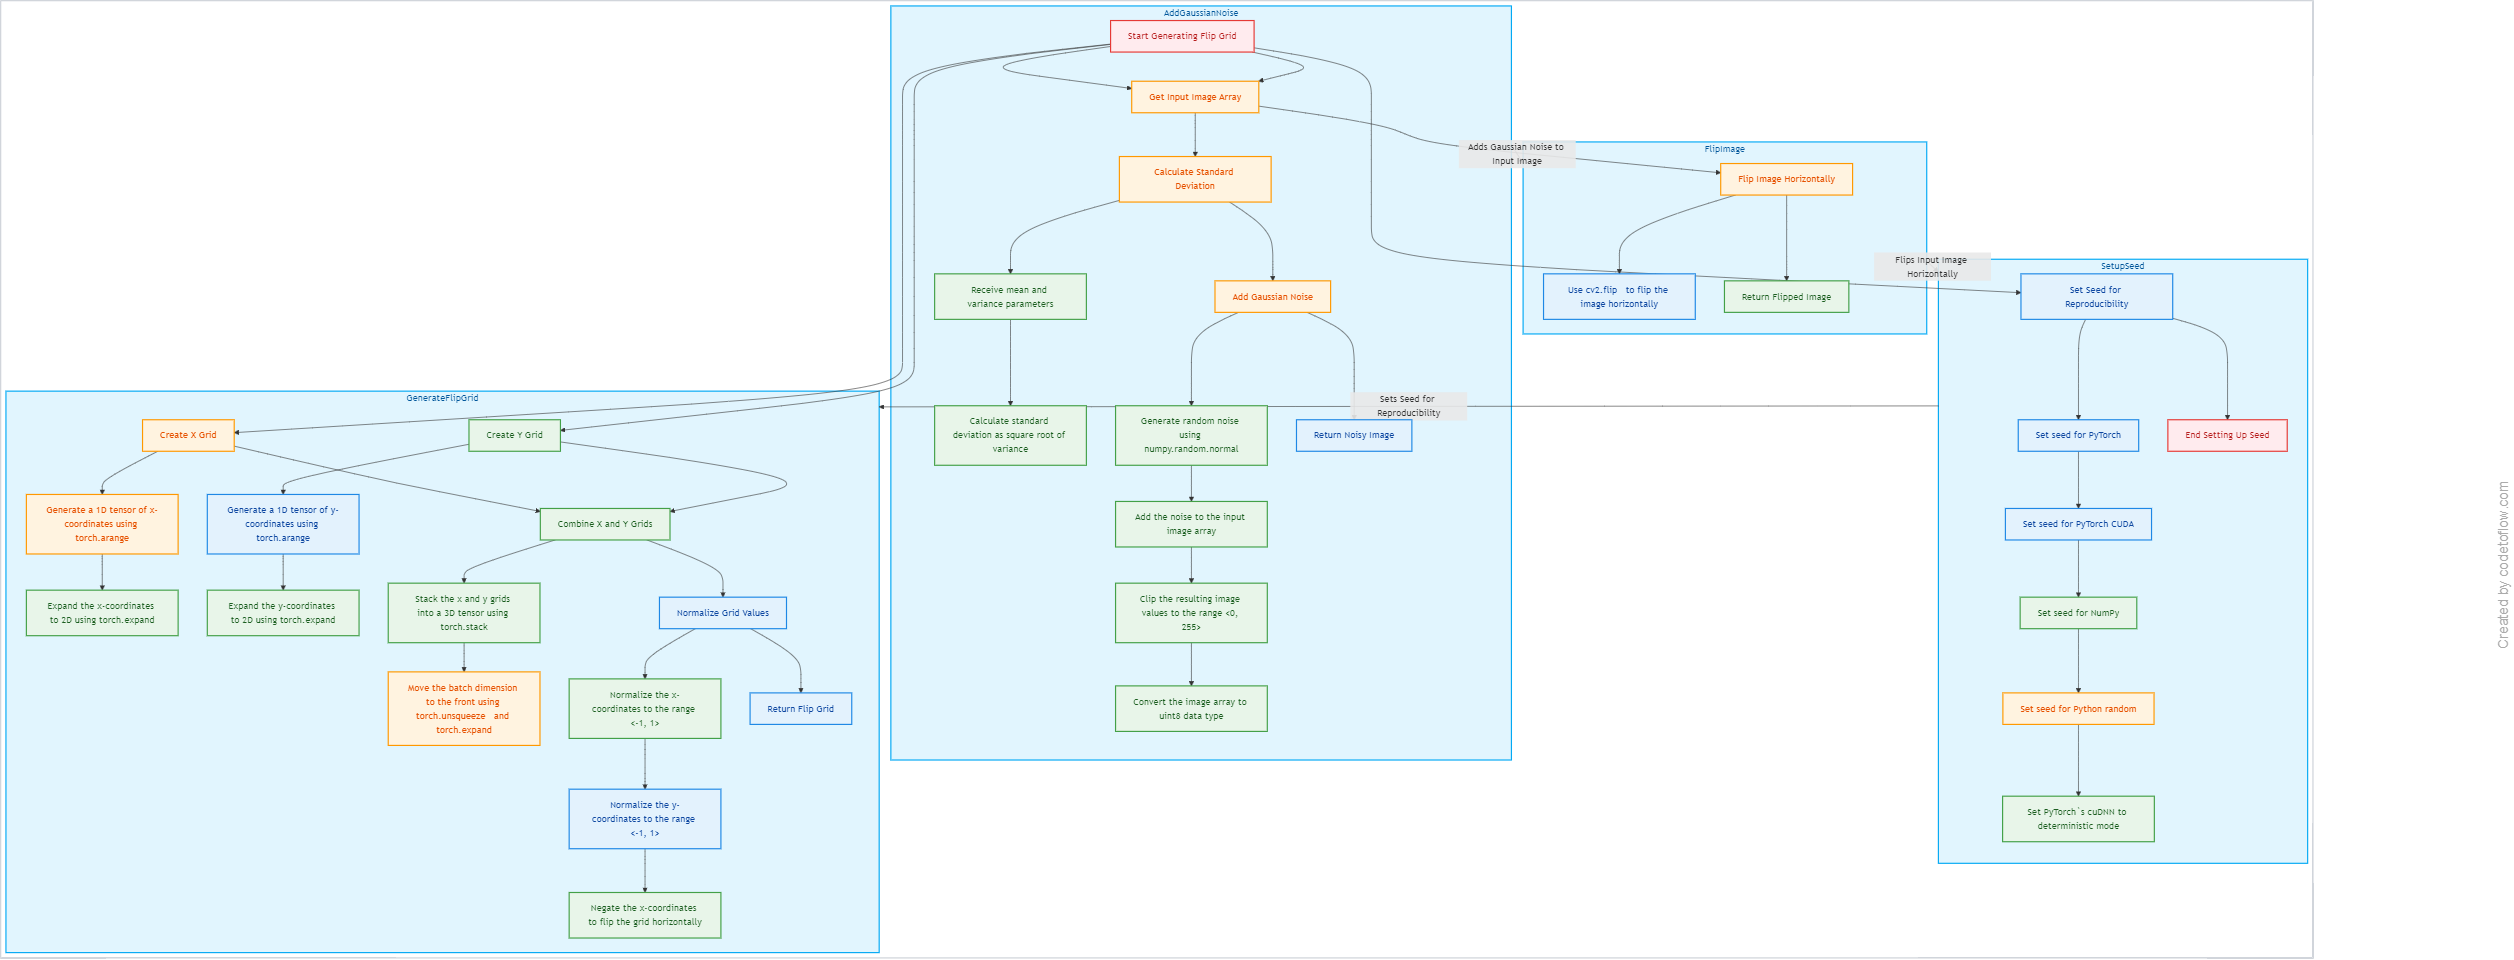 AddGaussianNoise
Start Generating Flip Grid
Get Input Image Array
Calculate Standard
Deviation
Receive mean and
variance parameters
Add Gaussian Noise
Calculate standard
deviation as square root of
variance
Generate random noise
using
numpy.random.normal
Return Noisy Image
Add the noise to the input
image array
Clip the resulting image
values to the range <0,
255>
Convert the image array to
uint8 data type
Adds Gaussian Noise to
Input Image
FlipImage
Flip Image Horizontally
Use cv2.flip to flip the
image horizontally
Return Flipped Image
Flips Input Image
Horizontally
SetupSeed
Set Seed for
Reproducibility
Set seed for PyTorch
End Setting Up Seed
Set seed for PyTorch CUDA
Set seed for NumPy
Set seed for Python random
Set PyTorch`s cuDNN to
deterministic mode
Sets Seed for
Reproducibility
GenerateFlipGrid
Create X Grid
Create Y Grid
Generate a 1D tensor of x-
coordinates using
torch.arange
Generate a 1D tensor of y-
coordinates using
torch.arange
Combine X and Y Grids
Expand the x-coordinates
to 2D using torch.expand
Expand the y-coordinates
to 2D using torch.expand
Stack the x and y grids
into a 3D tensor using
torch.stack
Normalize Grid Values
Move the batch dimension
to the front using
torch.unsqueeze and
torch.expand
Normalize the x-
coordinates to the range
<-1, 1>
Return Flip Grid
Normalize the y-
coordinates to the range
<-1, 1>
Negate the x-coordinates
to flip the grid horizontally
Created by codetoflow.com